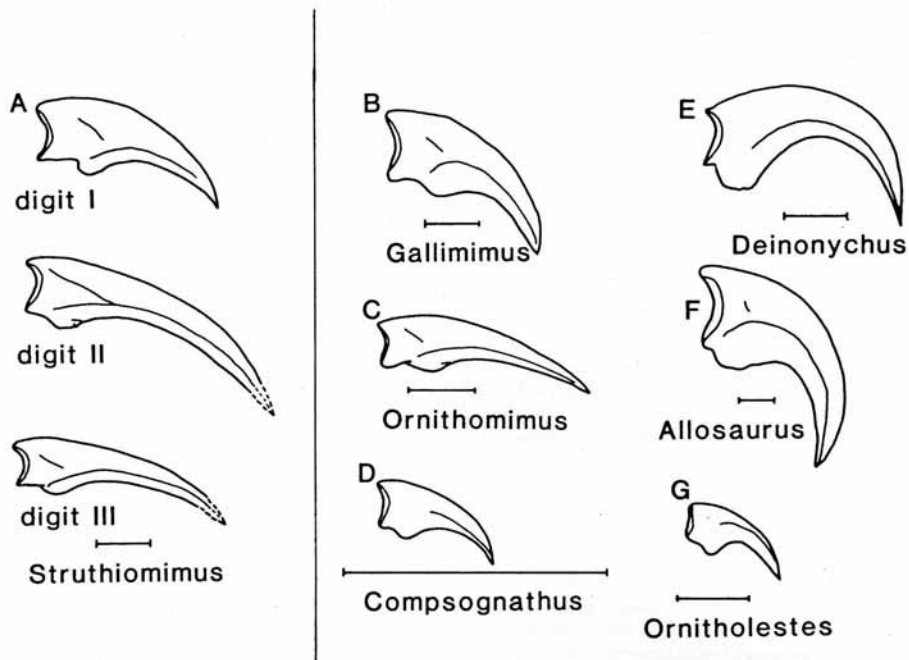 A
digit I
digit II
digit III
Struthiomimus
B
Gallimimus
C
Ornithomimus
D
Compsognathus
E
Deinonychus
F
Allosaurus
G
Ornitholestes